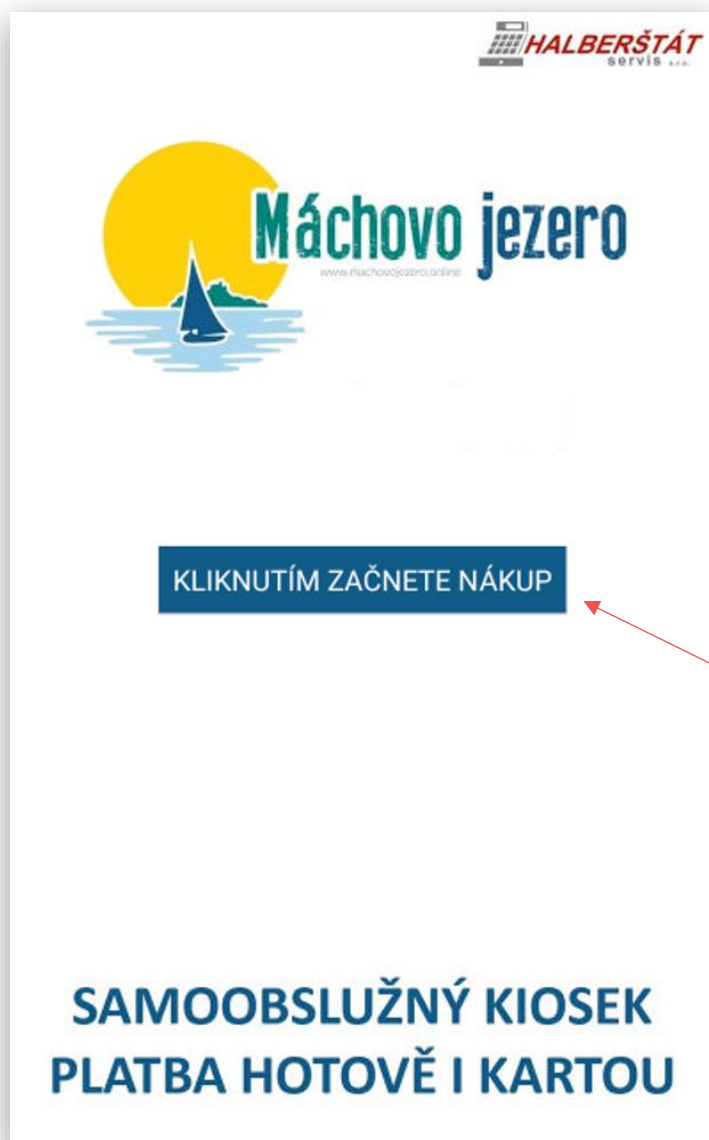 HALBERŠTÁT
servis s.r.o.
Máchovo jezero
www.machovojezero.online
KLIKNUTÍM ZAČNETE NÁKUP
SAMOOBSLUŽNÝ KIOSEK
PLATBA HOTOVĚ I KARTOU